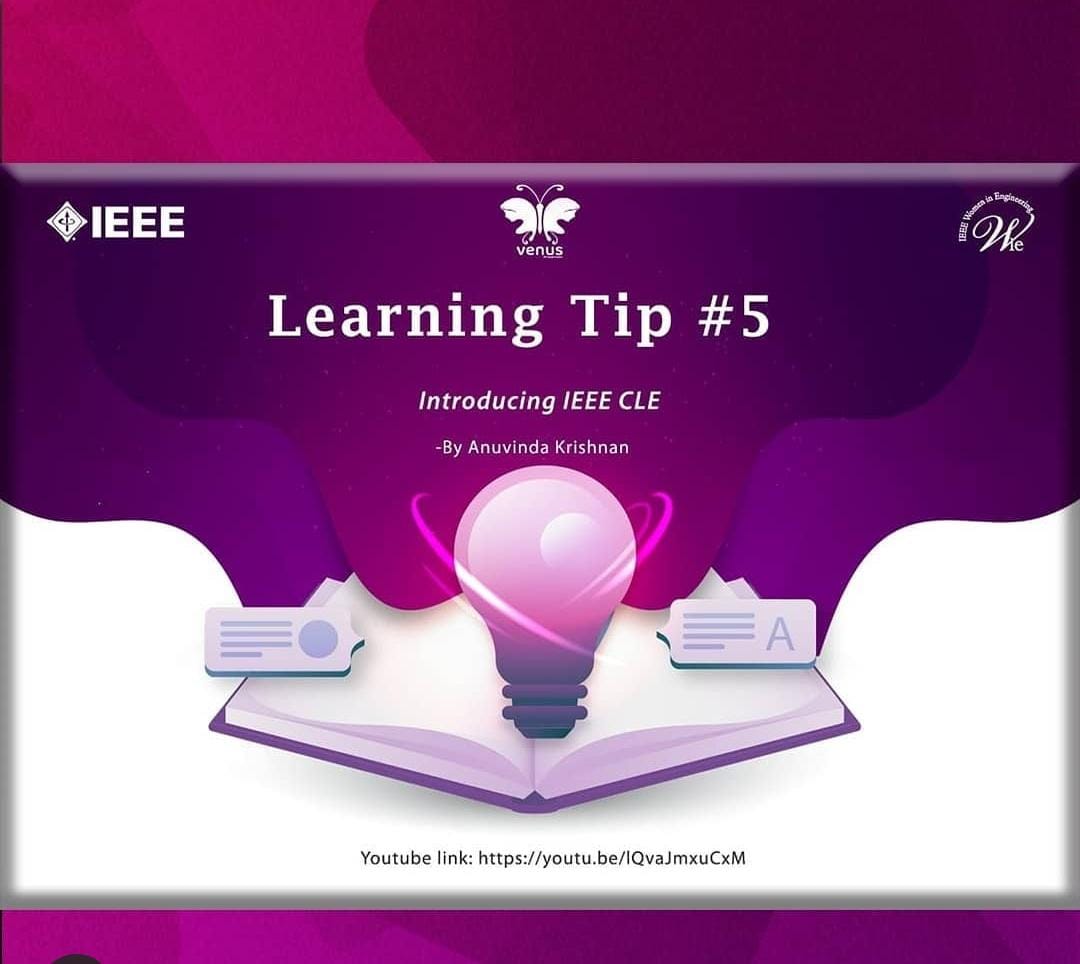 IEEE
venus
IEEE Women in Engineering
WIe
Learning Tip #5
Introducing IEEE CLE
-By Anuvinda Krishnan
A
Youtube link: https://youtu.be/lQvaJmxuCxM